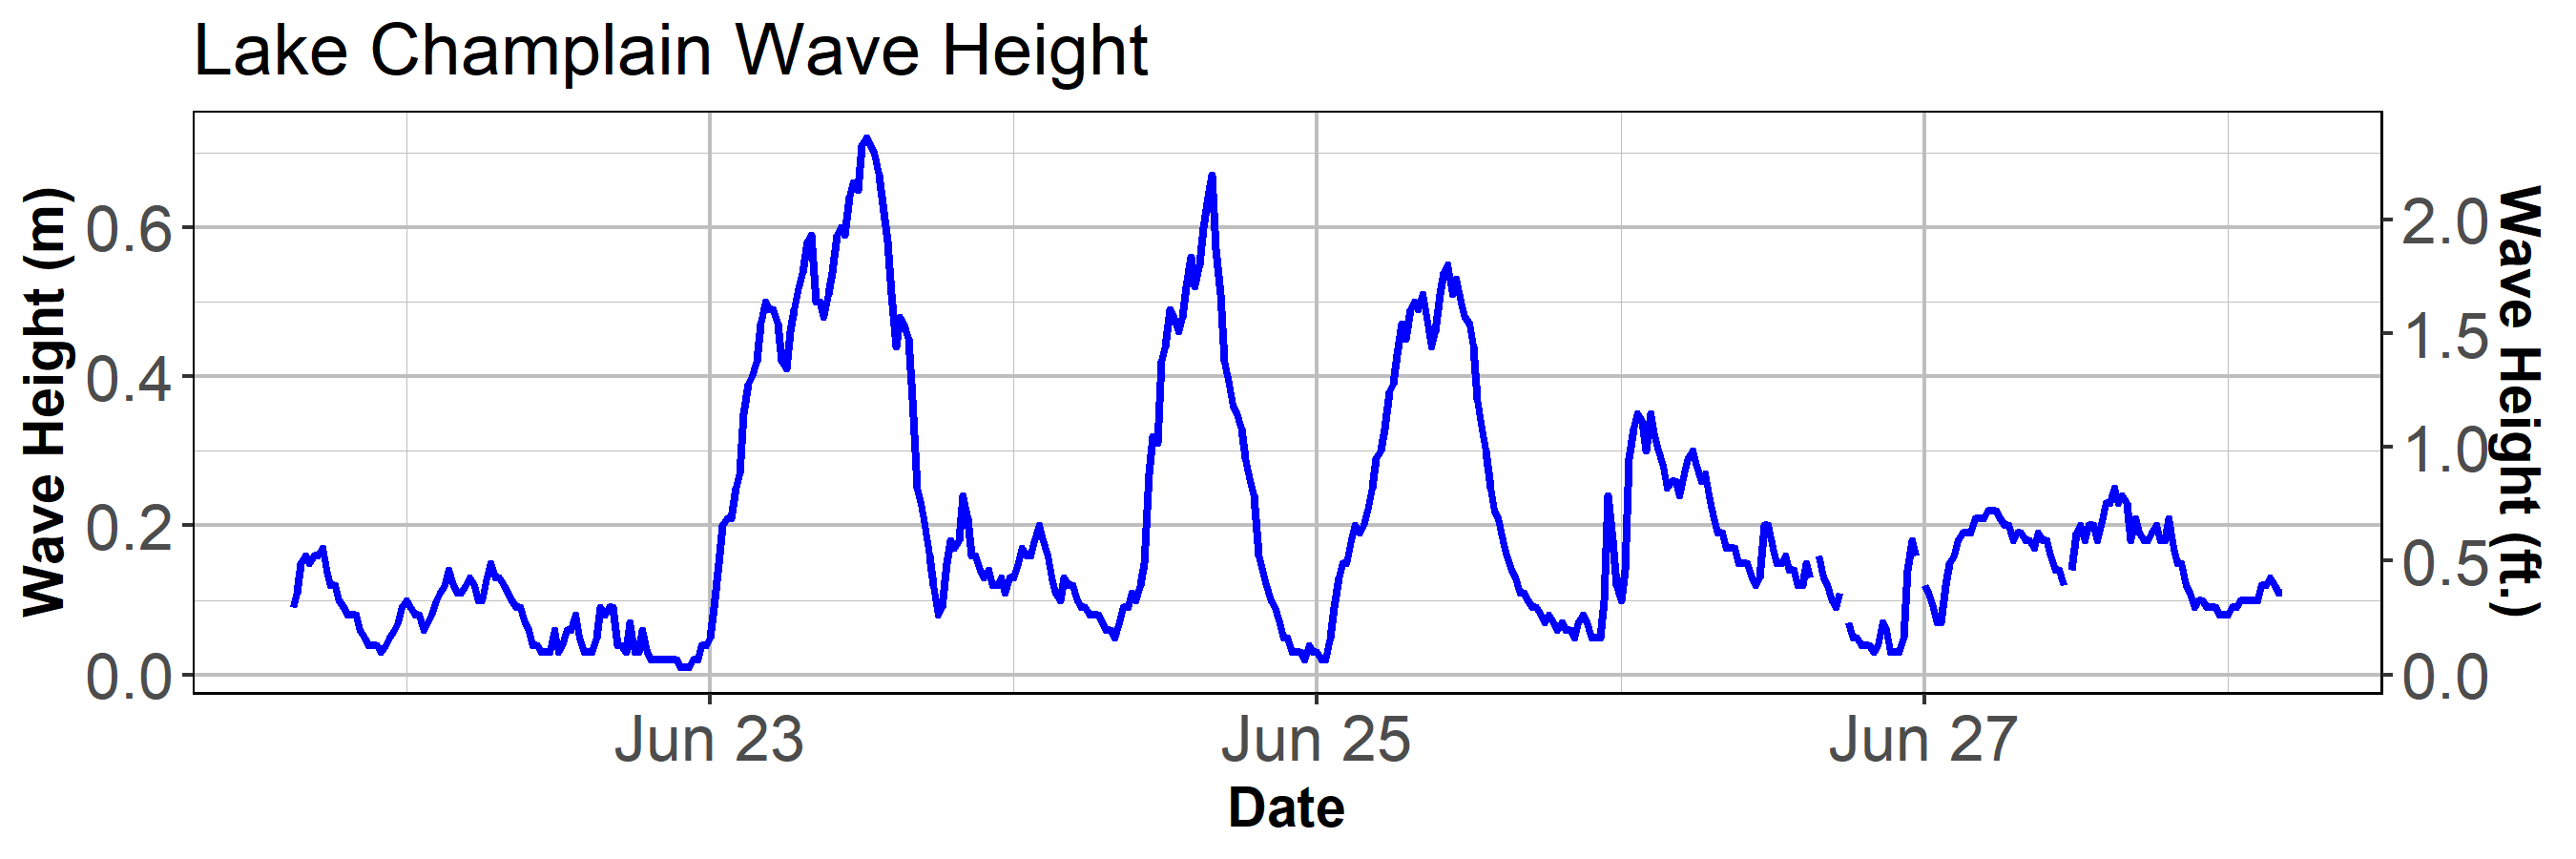 Lake Champlain Wave Height
Wave Height (m)
0.6
0.4
0.2
0.0
2.0
1.5
1.0
0.5
0.0
Wave Height (ft.)
Jun 23
Jun 25
Jun 27
Date